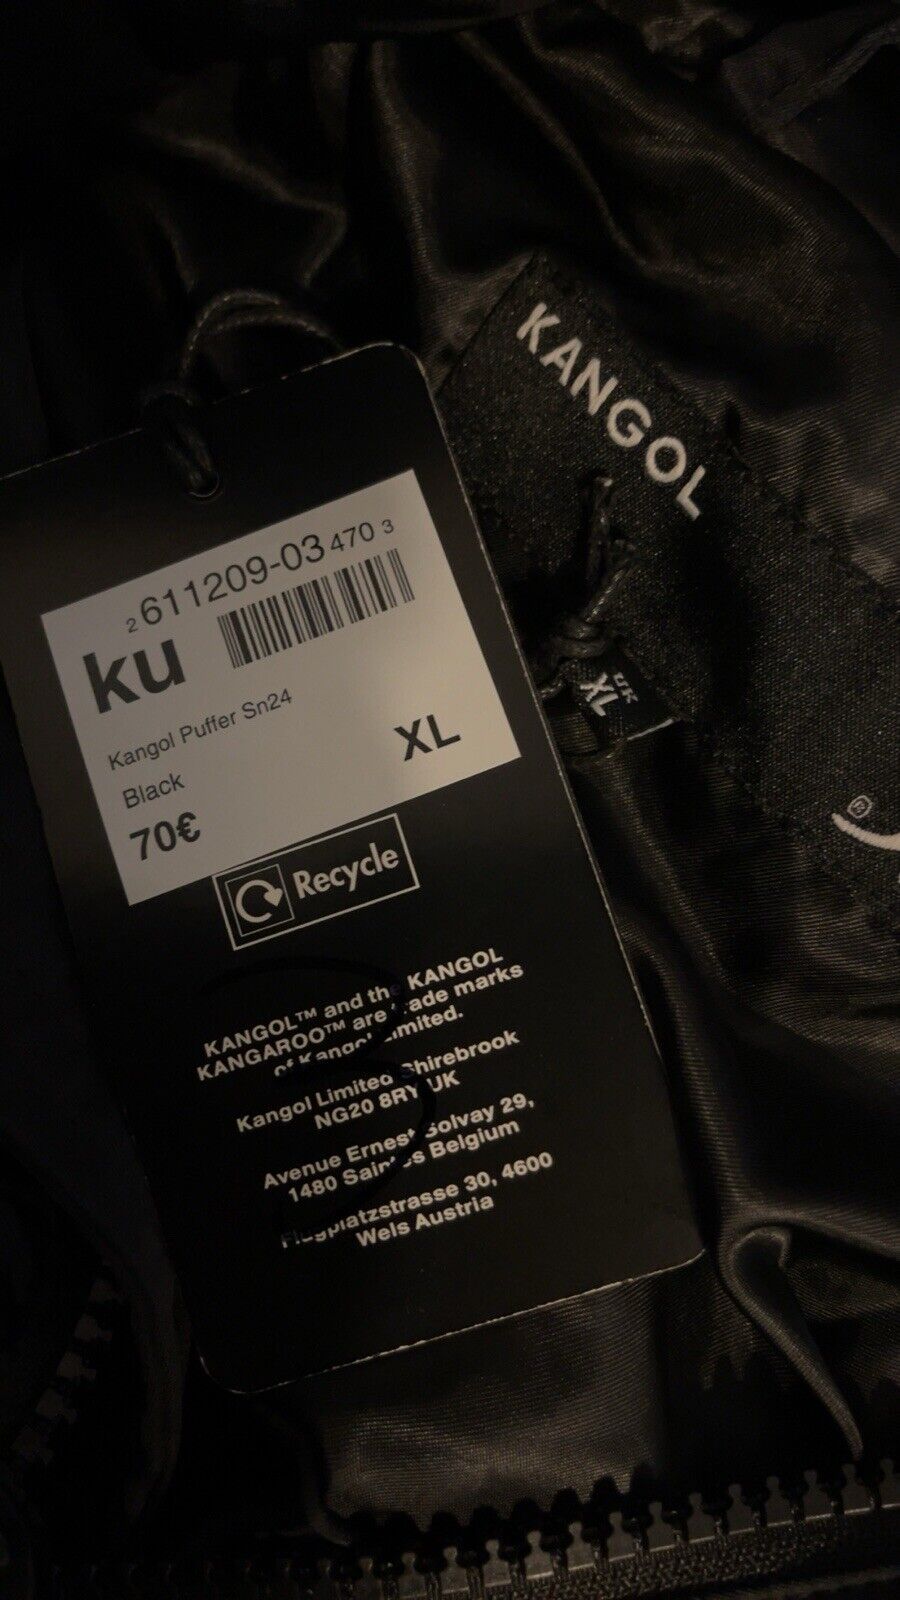 KANGOL
UK
XL
®
2 611209-03 470 3
ku
Kangol Puffer Sn24
Black
XL
70€
Recycle
KANGOL™ and the KANGOL
KANGAROO™ are trade marks
of Kangol Limited.
Kangol Limited Shirebrook
NG20 8RY UK
Avenue Ernest Solvay 29,
1480 Saintes Belgium
Flugplatzstrasse 30, 4600
Wels Austria